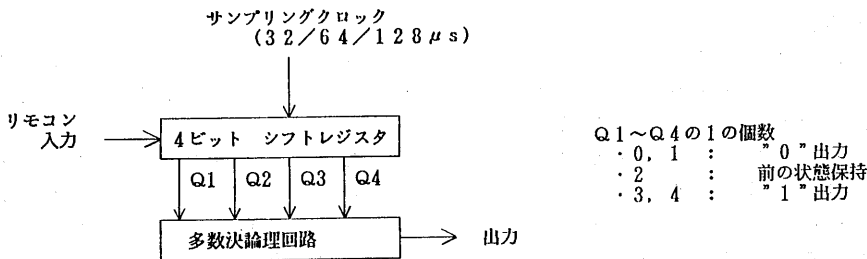 サンプリングクロック
(32/64/128μs)
リモコン
入力
4ビット シフトレジスタ
Q1 Q2 Q3 Q4
多数決論理回路
出力
Q1~Q4の1の個数
・0, 1 : "0"出力
・2 : 前の状態保持
・3, 4 : "1"出力